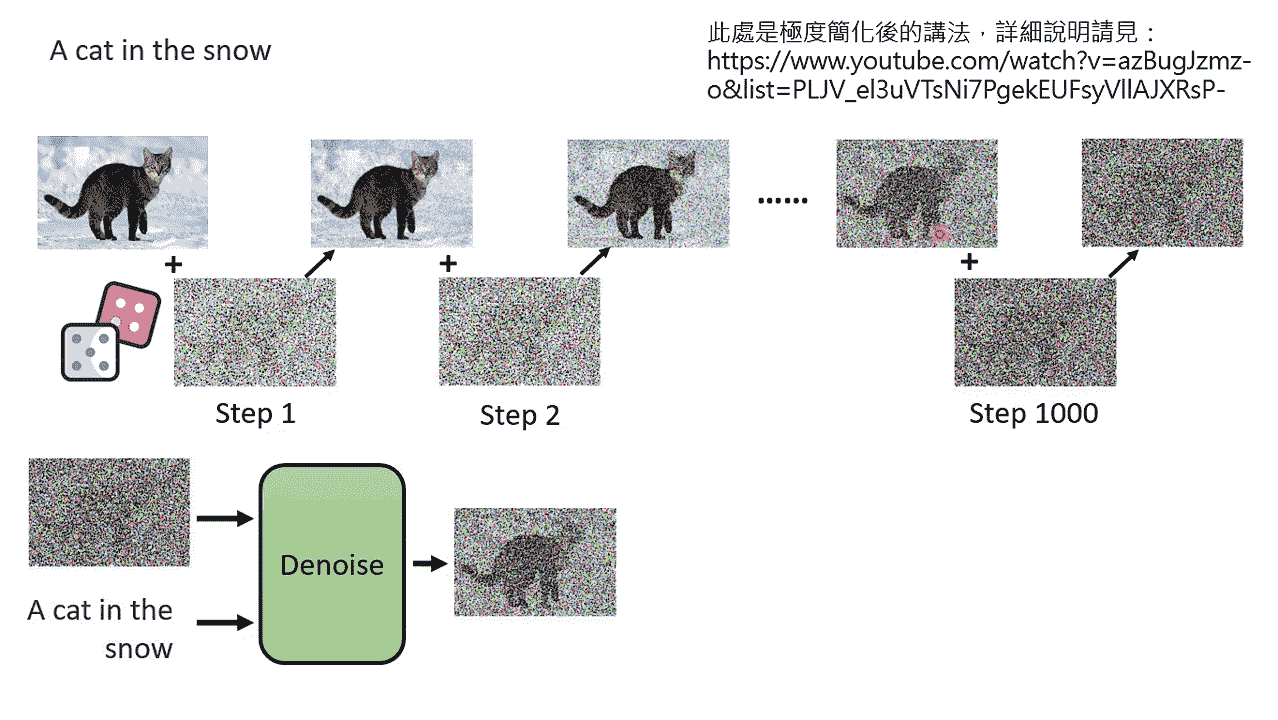 A cat in the snow
此處是極度簡化後的講法，詳細說明請見：
https://www.youtube.com/watch?v=azBugJzmz-
o&list=PLJV_el3uVTsNi7PgekEUFsyVllAJXRsP-
+
+
......
+
Step 1
Step 2
Step 1000
Denoise
A cat in the
snow